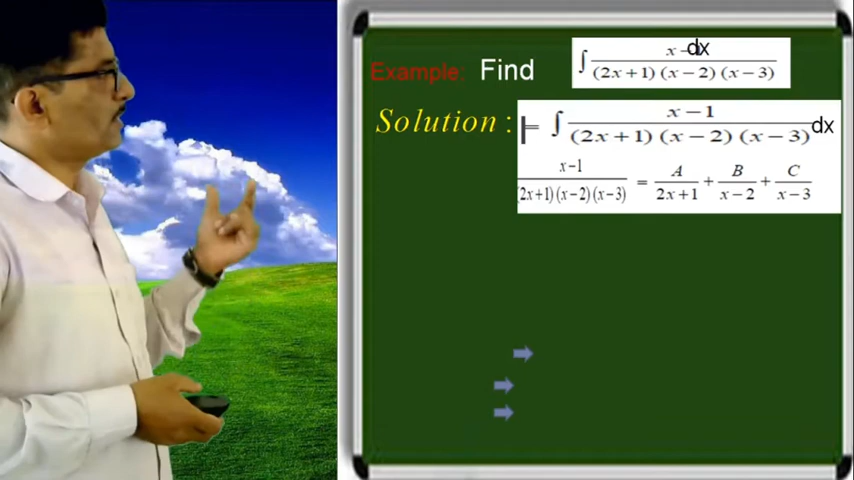 Example: Find ∫ x – dx / (2x+1) (x−2) (x−3)
Solution : I = ∫ x−1 / (2x+1) (x−2) (x−3) dx
x−1 / (2x+1)(x−2)(x−3) = A / 2x+1 + B / x−2 + C / x−3